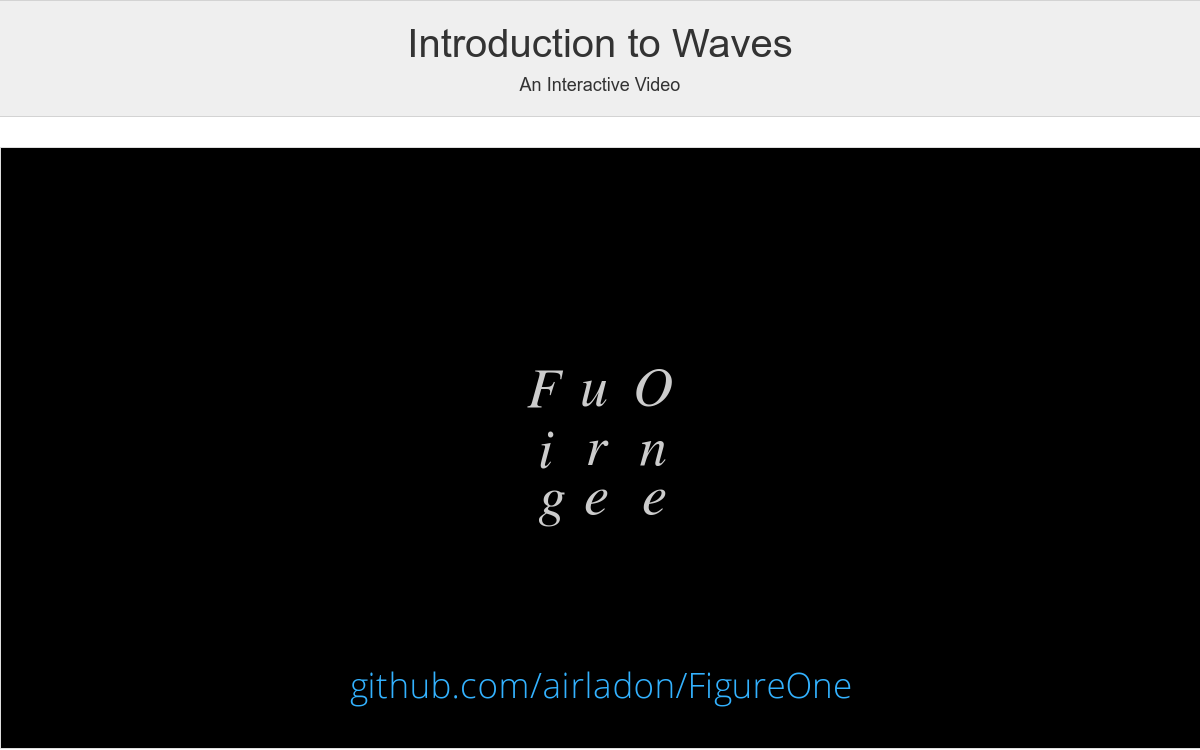 Introduction to Waves
An Interactive Video
F u O
i r n
g e e
github.com/airladon/FigureOne